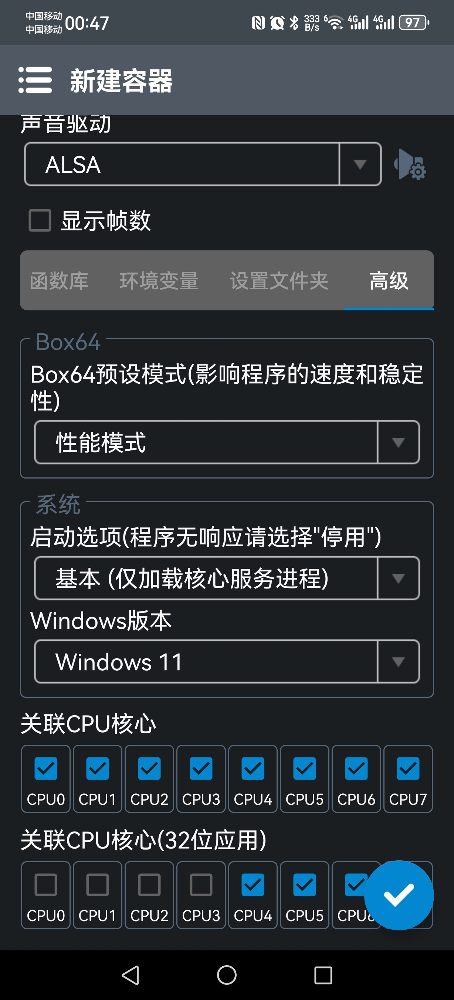 中国移动
中国移动
00:47
333 B/s
6
4G
4G
97
新建容器
声音驱动
ALSA
显示帧数
函数库 环境变量 设置文件夹 高级
Box64
Box64预设模式(影响程序的速度和稳定
性)
性能模式
系统
启动选项(程序无响应请选择"停用")
基本 (仅加载核心服务进程)
Windows版本
Windows 11
关联CPU核心
CPU0 CPU1 CPU2 CPU3 CPU4 CPU5 CPU6 CPU7
关联CPU核心(32位应用)
CPU0 CPU1 CPU2 CPU3 CPU4 CPU5 CPU6